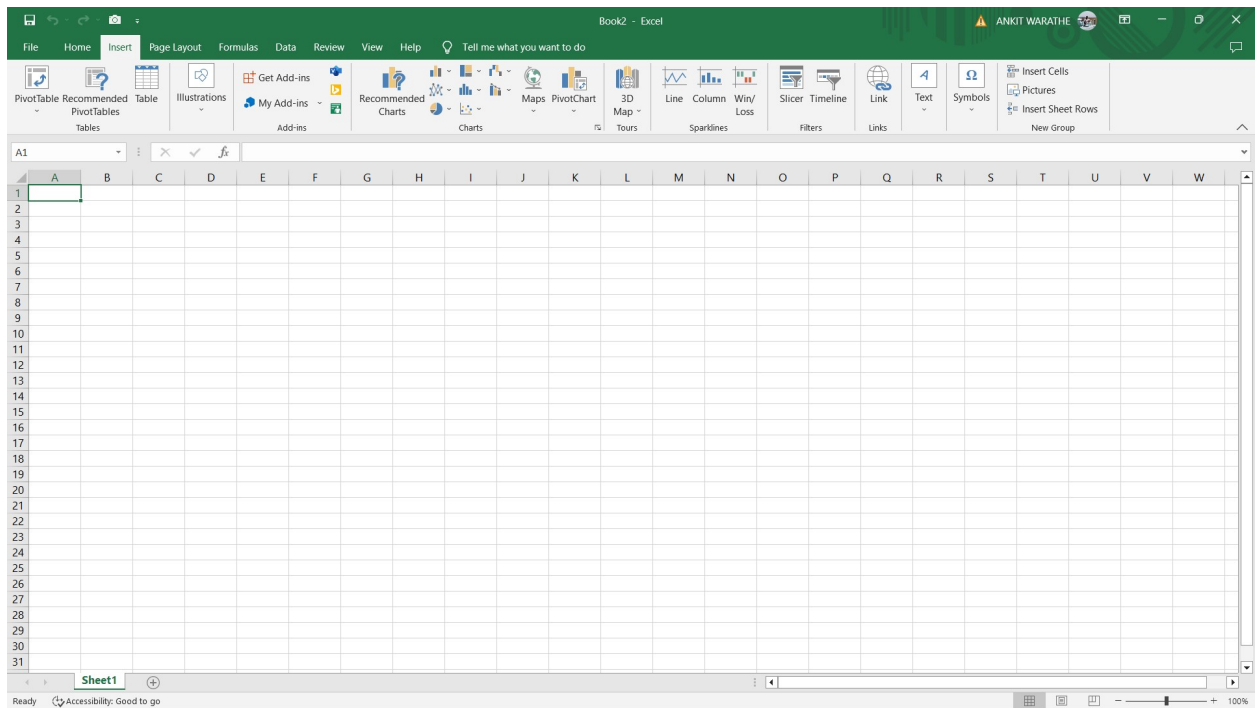 Book2 - Excel
ANKIT WARATHE
File Home Insert Page Layout Formulas Data Review View Help Tell me what you want to do
PivotTable
Recommended
PivotTables
Table
Tables
Illustrations
Get Add-ins
My Add-ins
Add-ins
Recommended
Charts
Maps
PivotChart
Charts
3D
Map
Tours
Line
Column
Win/
Loss
Sparklines
Slicer
Timeline
Filters
Link
Links
Text
Symbols
Insert Cells
Pictures
Insert Sheet Rows
New Group
A1
fx
A B C D E F G H I J K L M N O P Q R S T U V W
1
2
3
4
5
6
7
8
9
10
11
12
13
14
15
16
17
18
19
20
21
22
23
24
25
26
27
28
29
30
31
Sheet1
Ready Accessibility: Good to go
100%